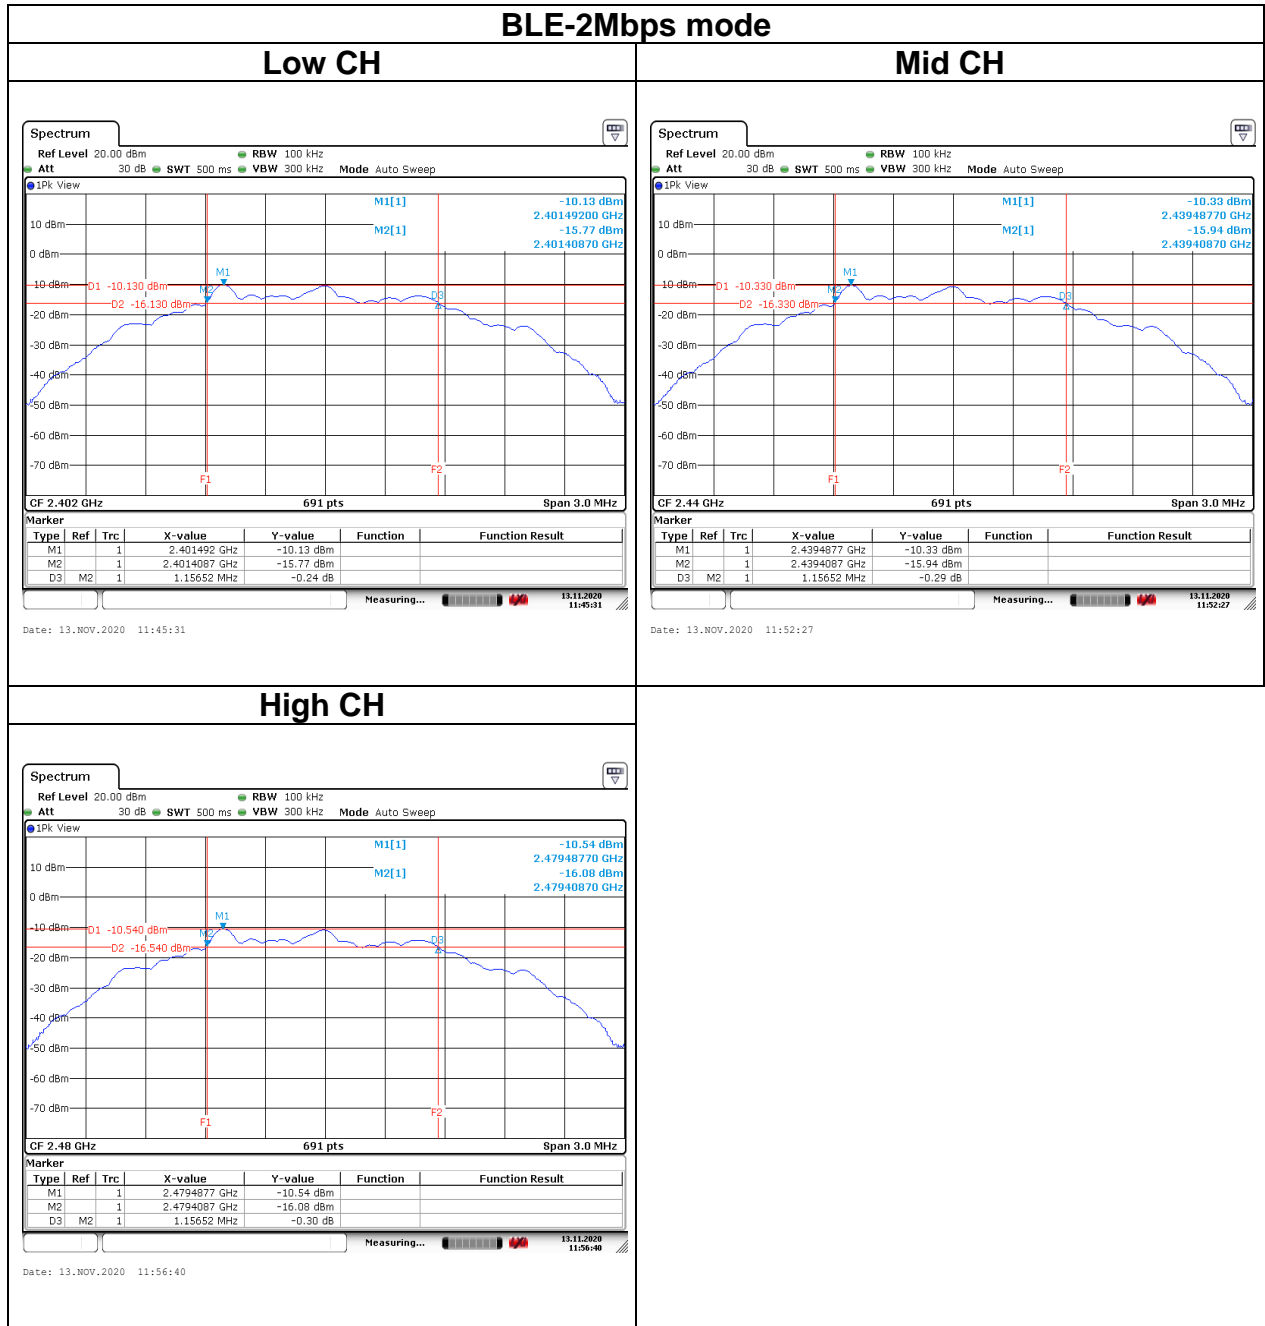 BLE-2Mbps mode
Low CH
Mid CH
Spectrum
Ref Level 20.00 dBm RBW 100 kHz
Att 30 dB SWT 500 ms VBW 300 kHz Mode Auto Sweep
1Pk View
M1[1] -10.13 dBm
2.40149200 GHz
10 dBm
M2[1] -15.77 dBm
2.40140870 GHz
0 dBm
M1
-10 dBm
D1 -10.130 dBm
M2
D3
D2 -16.130 dBm
-20 dBm
-30 dBm
-40 dBm
-50 dBm
-60 dBm
-70 dBm
F1
F2
CF 2.402 GHz 691 pts Span 3.0 MHz
Marker
Type Ref Trc X-value Y-value Function Function Result
M1 1 2.401492 GHz -10.13 dBm
M2 1 2.4014087 GHz -15.77 dBm
D3 M2 1 1.15652 MHz -0.24 dB
Measuring... 13.11.2020
11:45:31
Date: 13.NOV.2020 11:45:31
Spectrum
Ref Level 20.00 dBm RBW 100 kHz
Att 30 dB SWT 500 ms VBW 300 kHz Mode Auto Sweep
1Pk View
M1[1] -10.33 dBm
2.43948770 GHz
10 dBm
M2[1] -15.94 dBm
2.43940870 GHz
0 dBm
M1
-10 dBm
D1 -10.330 dBm
M2
D3
D2 -16.330 dBm
-20 dBm
-30 dBm
-40 dBm
-50 dBm
-60 dBm
-70 dBm
F1
F2
CF 2.44 GHz 691 pts Span 3.0 MHz
Marker
Type Ref Trc X-value Y-value Function Function Result
M1 1 2.4394877 GHz -10.33 dBm
M2 1 2.4394087 GHz -15.94 dBm
D3 M2 1 1.15652 MHz -0.29 dB
Measuring... 13.11.2020
11:52:27
Date: 13.NOV.2020 11:52:27
High CH
Spectrum
Ref Level 20.00 dBm RBW 100 kHz
Att 30 dB SWT 500 ms VBW 300 kHz Mode Auto Sweep
1Pk View
M1[1] -10.54 dBm
2.47948770 GHz
10 dBm
M2[1] -16.08 dBm
2.47940870 GHz
0 dBm
M1
-10 dBm
D1 -10.540 dBm
M2
D3
D2 -16.540 dBm
-20 dBm
-30 dBm
-40 dBm
-50 dBm
-60 dBm
-70 dBm
F1
F2
CF 2.48 GHz 691 pts Span 3.0 MHz
Marker
Type Ref Trc X-value Y-value Function Function Result
M1 1 2.4794877 GHz -10.54 dBm
M2 1 2.4794087 GHz -16.08 dBm
D3 M2 1 1.15652 MHz -0.30 dB
Measuring... 13.11.2020
11:56:40
Date: 13.NOV.2020 11:56:40